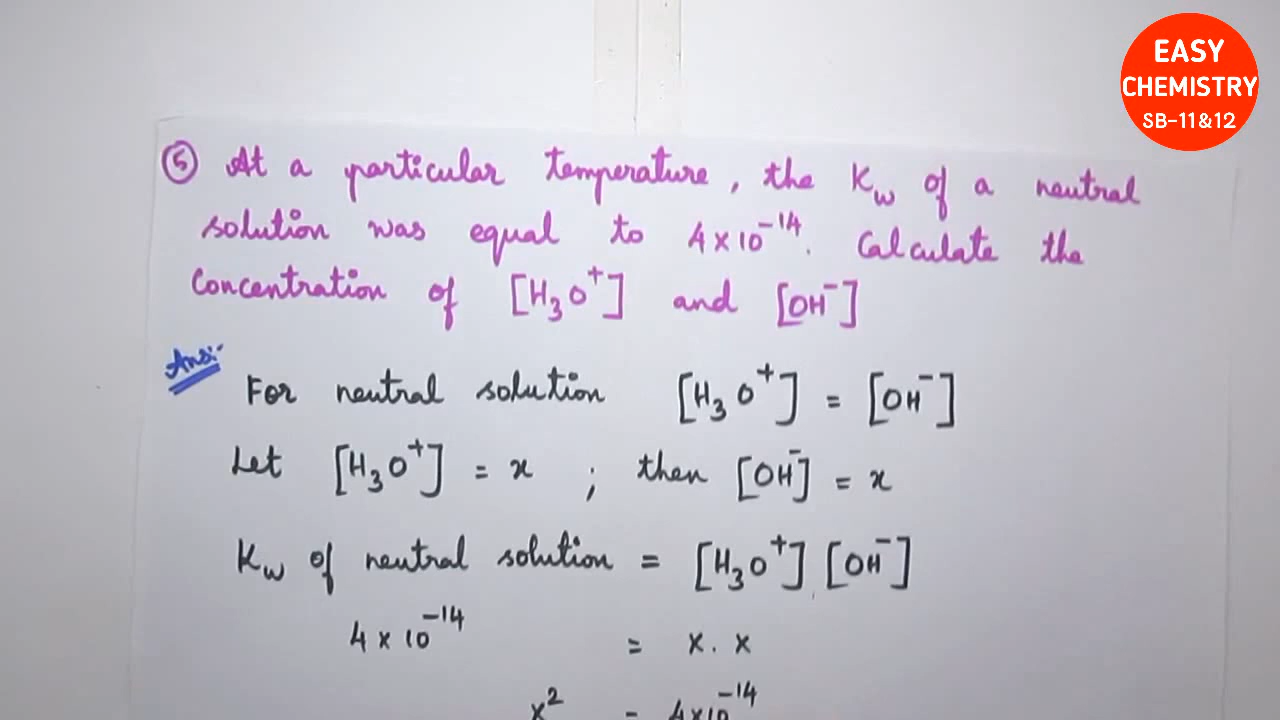 EASY
CHEMISTRY
SB-11&12
⑤ At a particular temperature, the Kw of a neutral
solution was equal to 4×10⁻¹⁴. Calculate the
concentration of [H₃O⁺] and [OH⁻]
Ans:-
For neutral solution [H₃O⁺] = [OH⁻]
Let [H₃O⁺] = x ; then [OH⁻] = x
Kw of neutral solution = [H₃O⁺] [OH⁻]
4 × 10⁻¹⁴ = x . x
x² = 4×10⁻¹⁴